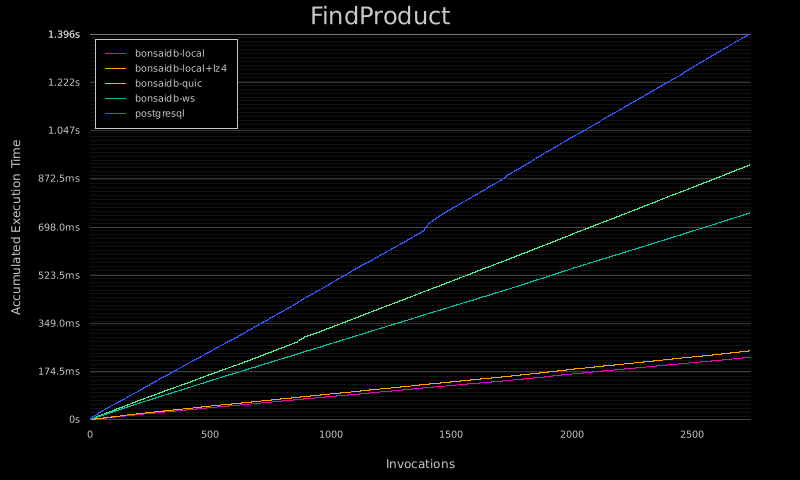 FindProduct
1.396s
1.222s
1.047s
872.5ms
698.0ms
523.5ms
349.0ms
174.5ms
0s
bonsaidb-local
bonsaidb-local+lz4
bonsaidb-quic
bonsaidb-ws
postgresql
Accumulated Execution Time
0
500
1000
1500
2000
2500
Invocations